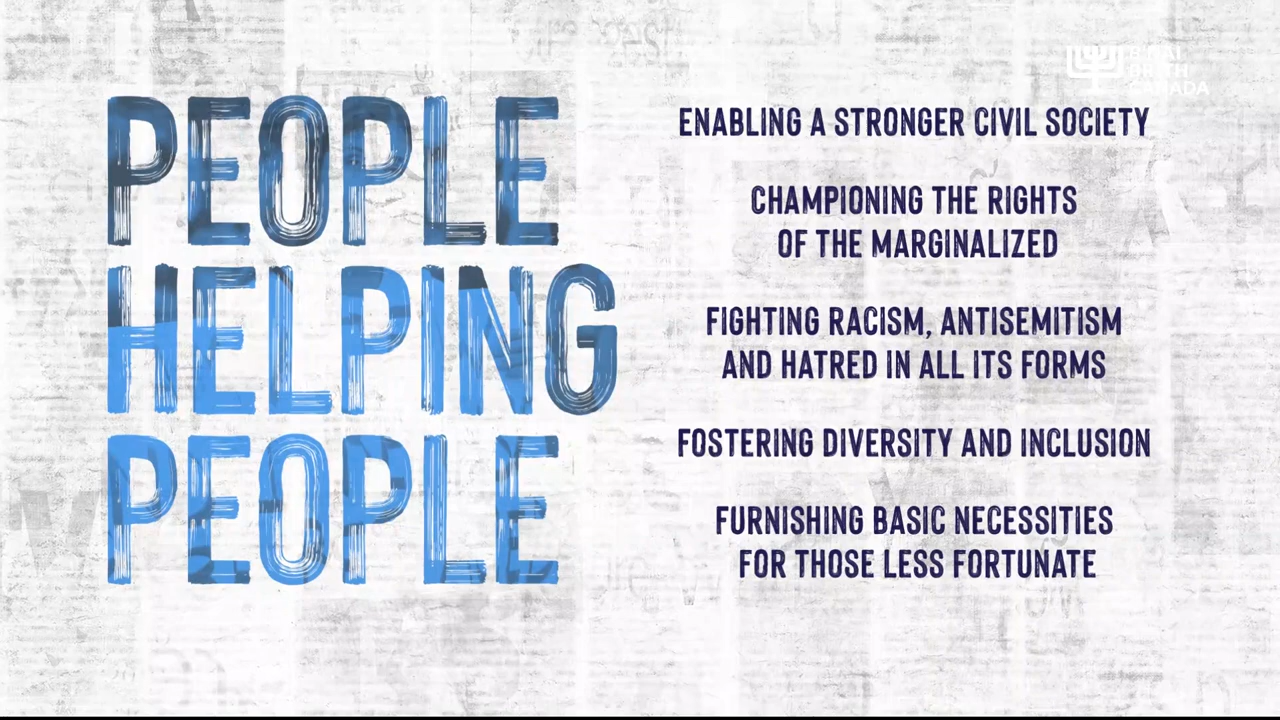 PEOPLE
HELPING
PEOPLE
ENABLING A STRONGER CIVIL SOCIETY
CHAMPIONING THE RIGHTS
OF THE MARGINALIZED
FIGHTING RACISM, ANTISEMITISM
AND HATRED IN ALL ITS FORMS
FOSTERING DIVERSITY AND INCLUSION
FURNISHING BASIC NECESSITIES
FOR THOSE LESS FORTUNATE
B'NAI
BRITH
CANADA